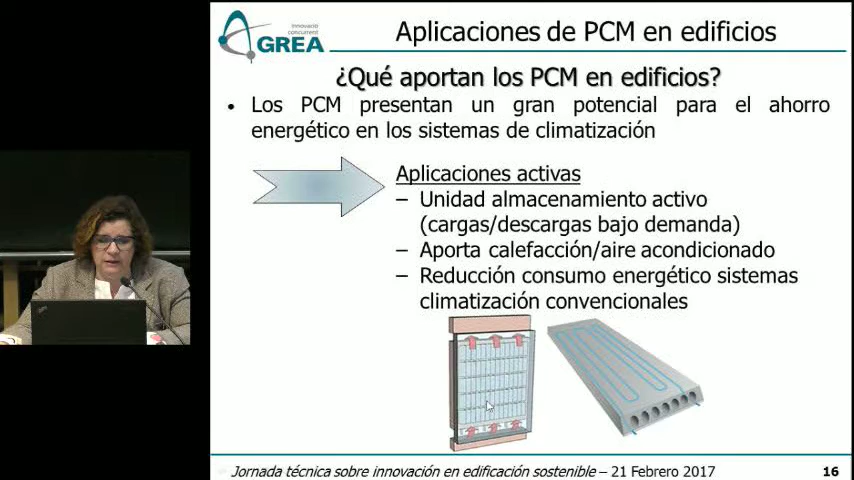 innovació
concurrent
GREA
Aplicaciones de PCM en edificios
¿Qué aportan los PCM en edificios?
• Los PCM presentan un gran potencial para el ahorro
energético en los sistemas de climatización
Aplicaciones activas
– Unidad almacenamiento activo
(cargas/descargas bajo demanda)
– Aporta calefacción/aire acondicionado
– Reducción consumo energético sistemas
climatización convencionales
Jornada técnica sobre innovación en edificación sostenible – 21 Febrero 2017
16